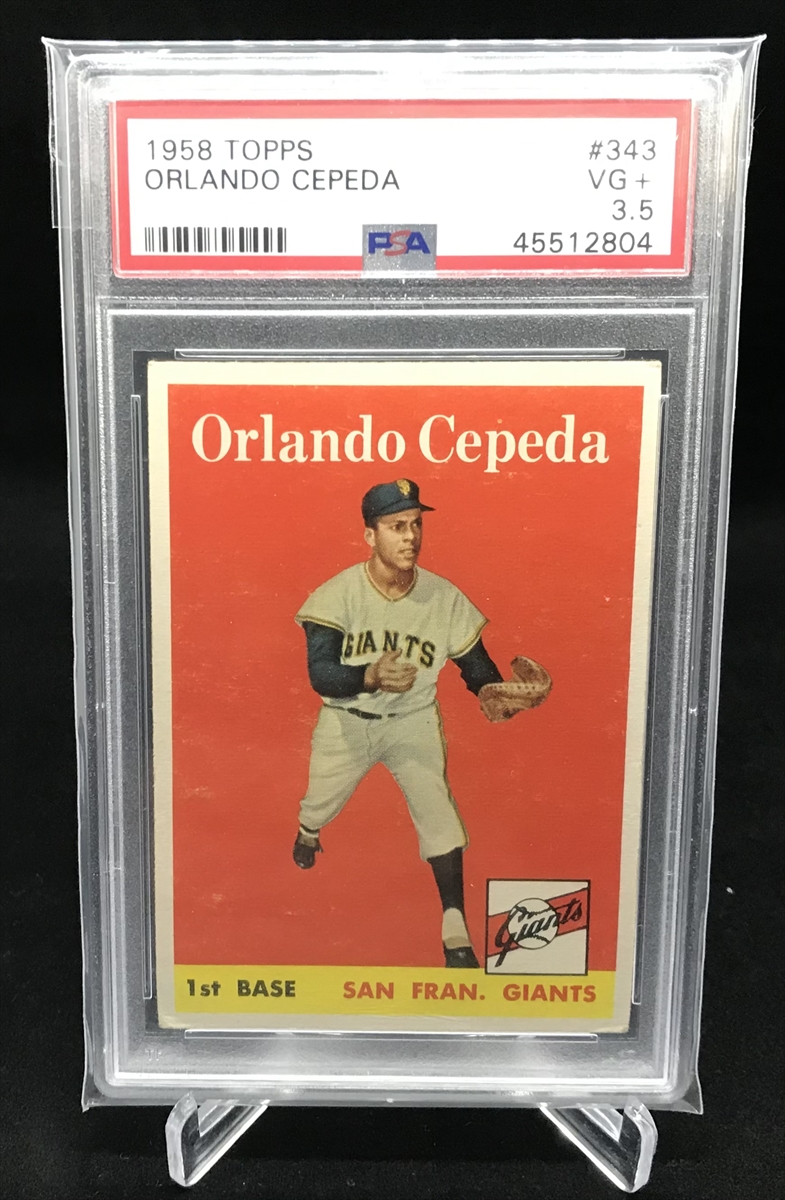 1958 TOPPS #343
ORLANDO CEPEDA VG +
3.5
PSA 45512804
Orlando Cepeda
GIANTS
Giants
1st BASE SAN FRAN. GIANTS